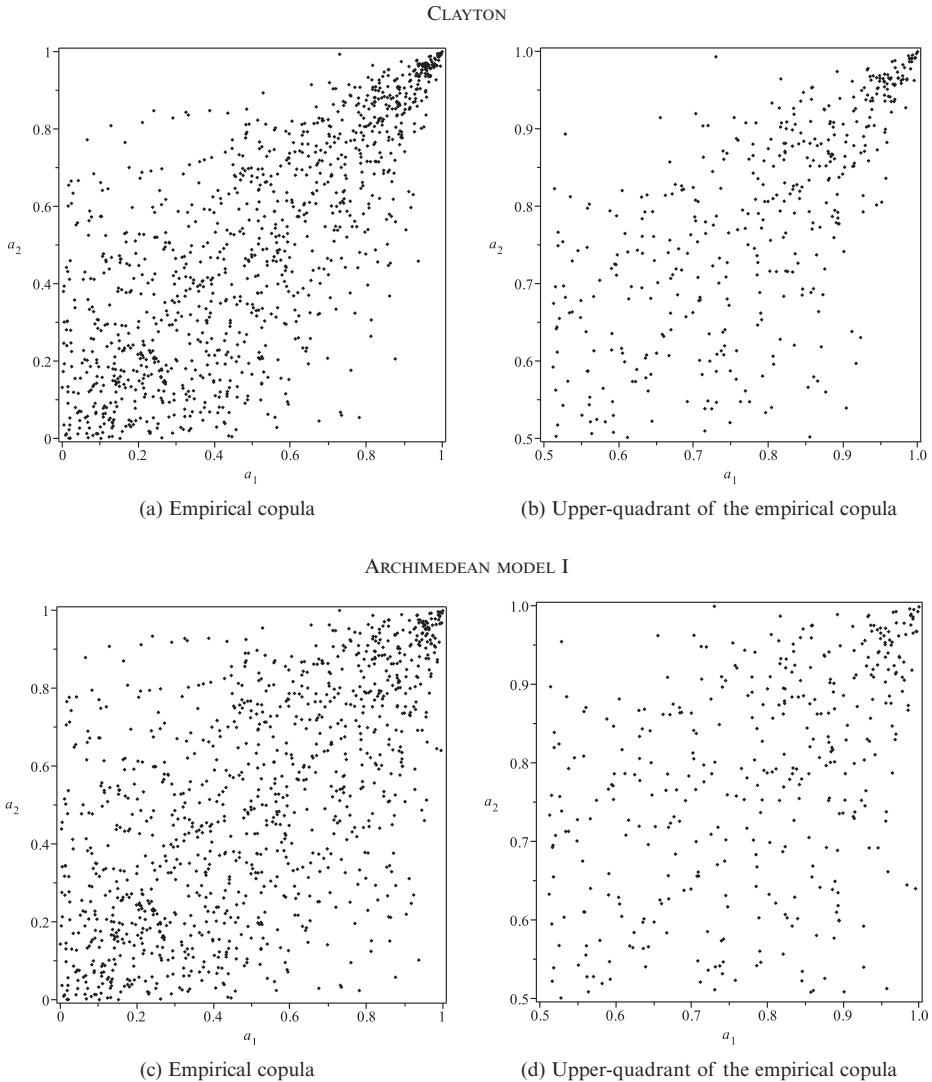 CLAYTON
1
0.8
0.6
a2
0.4
0.2
0
0 0.2 0.4 0.6 0.8 1
a1
(a) Empirical copula
1.0
0.9
0.8
a2
0.7
0.6
0.5
0.5 0.6 0.7 0.8 0.9 1.0
a1
(b) Upper-quadrant of the empirical copula
ARCHIMEDEAN MODEL I
1
0.8
0.6
a2
0.4
0.2
0
0 0.2 0.4 0.6 0.8 1
a1
(c) Empirical copula
1.0
0.9
0.8
a2
0.7
0.6
0.5
0.5 0.6 0.7 0.8 0.9 1.0
a1
(d) Upper-quadrant of the empirical copula